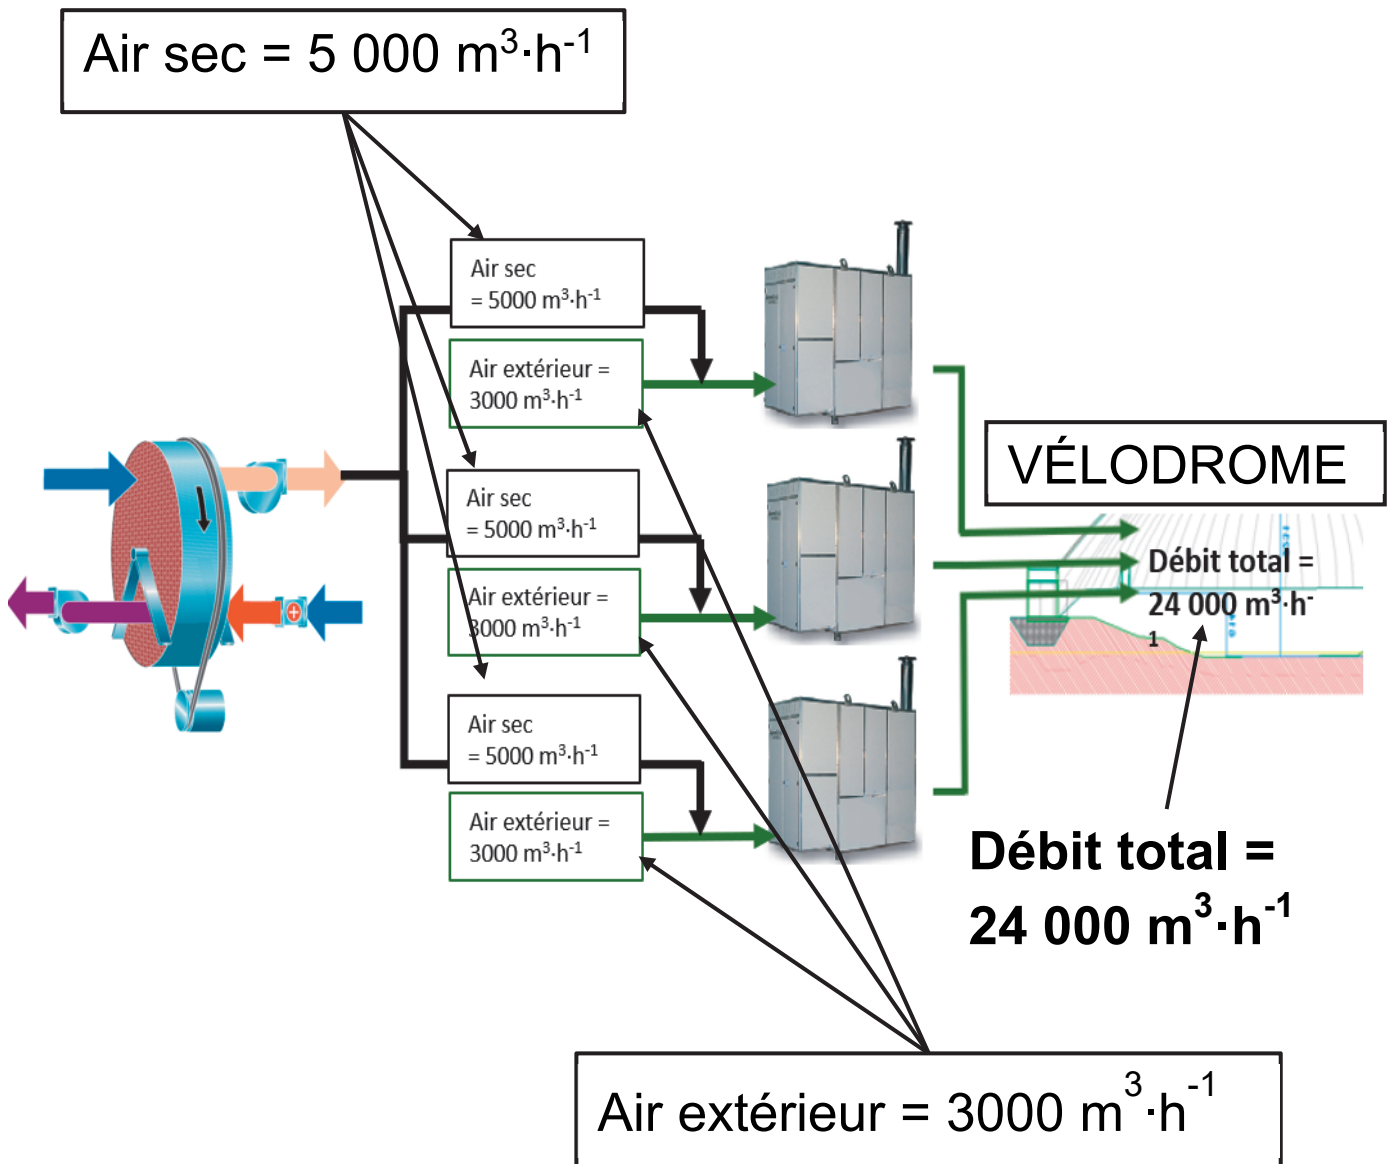 Air sec = 5 000 m³·h⁻¹
Air sec
= 5000 m³·h⁻¹
Air extérieur =
3000 m³·h⁻¹
VÉLODROME
Air sec
= 5000 m³·h⁻¹
Débit total =
24 000 m³·h⁻
1
Air extérieur =
3000 m³·h⁻¹
Air sec
= 5000 m³·h⁻¹
Air extérieur =
3000 m³·h⁻¹
Débit total =
24 000 m³·h⁻¹
Air extérieur = 3000 m³·h⁻¹